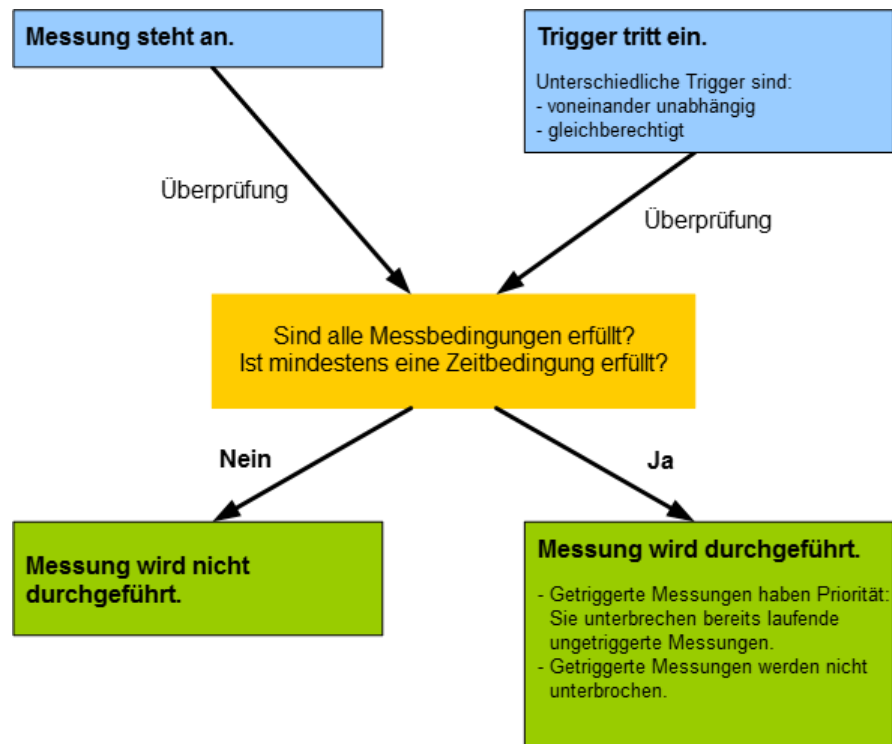 Messung steht an.
Trigger tritt ein.
Unterschiedliche Trigger sind:
- voneinander unabhängig
- gleichberechtigt
Überprüfung
Überprüfung
Sind alle Messbedingungen erfüllt?
Ist mindestens eine Zeitbedingung erfüllt?
Nein
Ja
Messung wird nicht
durchgeführt.
Messung wird durchgeführt.
- Getriggerte Messungen haben Priorität:
Sie unterbrechen bereits laufende
ungetriggerte Messungen.
- Getriggerte Messungen werden nicht
unterbrochen.